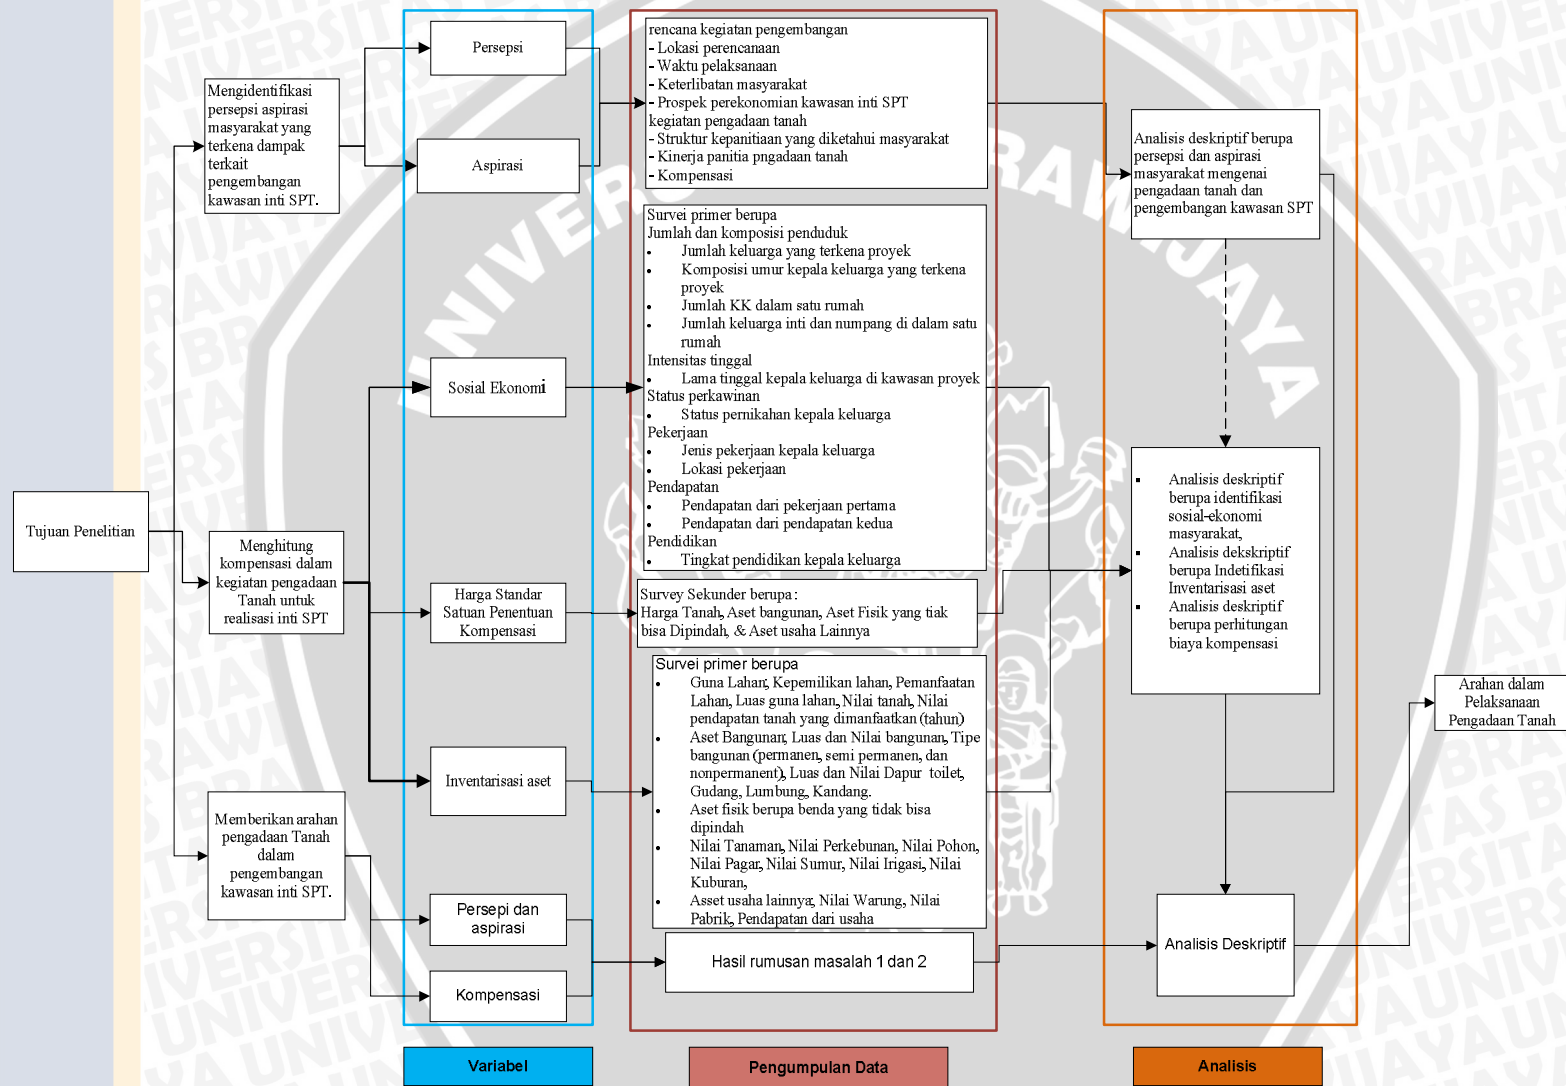 Tujuan Penelitian
Mengidentifikasi
persepsi aspirasi
masyarakat yang
terkena dampak
terkait
pengembangan
kawasan inti SPT.
Menghitung
kompensasi dalam
kegiatan pengadaan
Tanah untuk
realisasi inti SPT
Memberikan arahan
pengadaan Tanah
dalam
pengembangan
kawasan inti SPT.
Persepsi
Aspirasi
Sosial Ekonomi
Harga Standar
Satuan Penentuan
Kompensasi
Inventarisasi aset
Persepi dan
aspirasi
Kompensasi
rencana kegiatan pengembangan
- Lokasi perencanaan
- Waktu pelaksanaan
- Keterlibatan masyarakat
- Prospek perekonomian kawasan inti SPT
kegiatan pengadaan tanah
- Struktur kepanitiaan yang diketahui masyarakat
- Kinerja panitia pngadaan tanah
- Kompensasi
Survei primer berupa
Jumlah dan komposisi penduduk
• Jumlah keluarga yang terkena proyek
• Komposisi umur kepala keluarga yang terkena
proyek
• Jumlah KK dalam satu rumah
• Jumlah keluarga inti dan numpang di dalam satu
rumah
Intensitas tinggal
• Lama tinggal kepala keluarga di kawasan proyek
Status perkawinan
• Status pernikahan kepala keluarga
Pekerjaan
• Jenis pekerjaan kepala keluarga
• Lokasi pekerjaan
Pendapatan
• Pendapatan dari pekerjaan pertama
• Pendapatan dari pendapatan kedua
Pendidikan
• Tingkat pendidikan kepala keluarga
Survey Sekunder berupa :
Harga Tanah, Aset bangunan, Aset Fisik yang tiak
bisa Dipindah, & Aset usaha Lainnya
Survei primer berupa
• Guna Lahan; Kepemilikan lahan, Pemanfaatan
Lahan, Luas guna lahan, Nilai tanah, Nilai
pendapatan tanah yang dimanfaatkan (tahun)
• Aset Bangunan; Luas dan Nilai bangunan, Tipe
bangunan (permanen, semi permanen, dan
nonpermanent), Luas dan Nilai Dapur toilet,
Gudang, Lumbung, Kandang.
• Aset fisik berupa benda yang tidak bisa
dipindah
• Nilai Tanaman, Nilai Perkebunan, Nilai Pohon,
Nilai Pagar, Nilai Sumur, Nilai Irigasi, Nilai
Kuburan,
• Asset usaha lainnya; Nilai Warung, Nilai
Pabrik, Pendapatan dari usaha
Hasil rumusan masalah 1 dan 2
Analisis deskriptif berupa
persepsi dan aspirasi
masyarakat mengenai
pengadaan tanah dan
pengembangan kawasan SPT
▪ Analisis deskriptif
berupa identifikasi
sosial-ekonomi
masyarakat,
▪ Analisis dekskriptif
berupa Indetifikasi
Inventarisasi aset
▪ Analisis deskriptif
berupa perhitungan
biaya kompensasi
Analisis Deskriptif
Arahan dalam
Pelaksanaan
Pengadaan Tanah
Variabel
Pengumpulan Data
Analisis